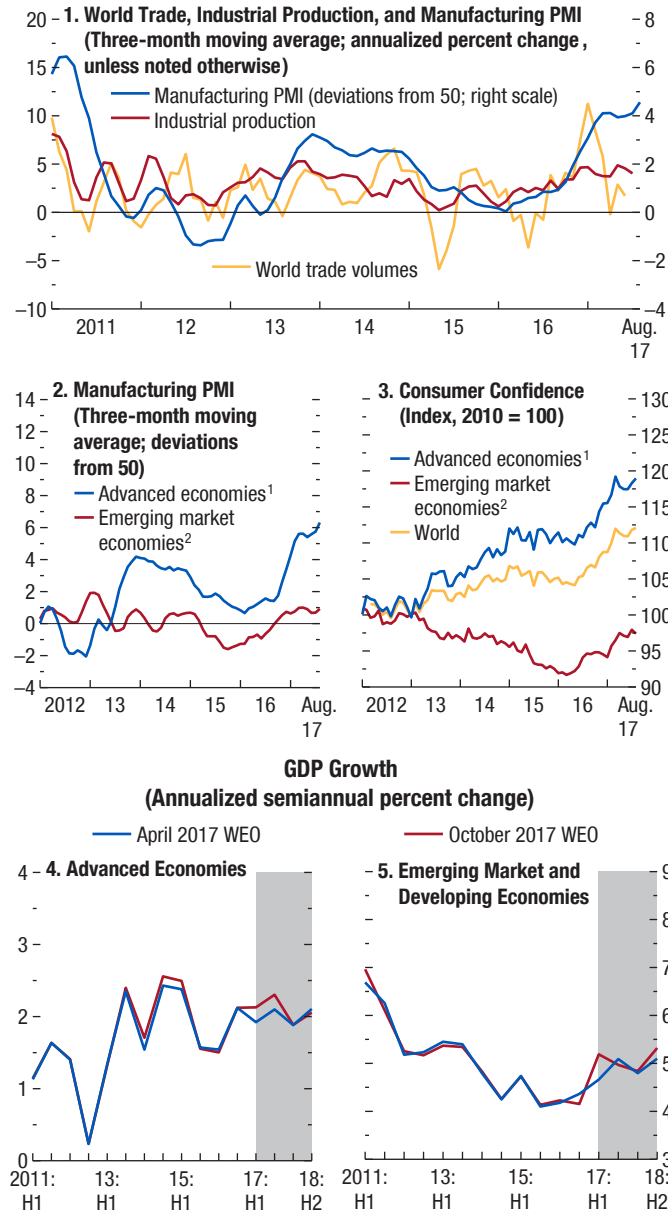 1. World Trade, Industrial Production, and Manufacturing PMI
(Three-month moving average; annualized percent change ,
unless noted otherwise)
Manufacturing PMI (deviations from 50; right scale)
Industrial production
World trade volumes
20
15
10
5
0
–5
–10
8
6
4
2
0
–2
–4
2011 12 13 14 15 16 Aug.
17
2. Manufacturing PMI
(Three-month moving
average; deviations
from 50)
Advanced economies¹
Emerging market
economies²
14
12
10
8
6
4
2
0
–2
–4
2012 13 14 15 16 Aug.
17
3. Consumer Confidence
(Index, 2010 = 100)
Advanced economies¹
Emerging market
economies²
World
130
125
120
115
110
105
100
95
90
2012 13 14 15 16 Aug.
17
GDP Growth
(Annualized semiannual percent change)
April 2017 WEO
October 2017 WEO
4. Advanced Economies
4
3
2
1
0
2011: 13: 15: 17: 18:
H1 H1 H1 H1 H2
5. Emerging Market and
Developing Economies
9
8
7
6
5
4
3
2011: 13: 15: 17: 18:
H1 H1 H1 H1 H2